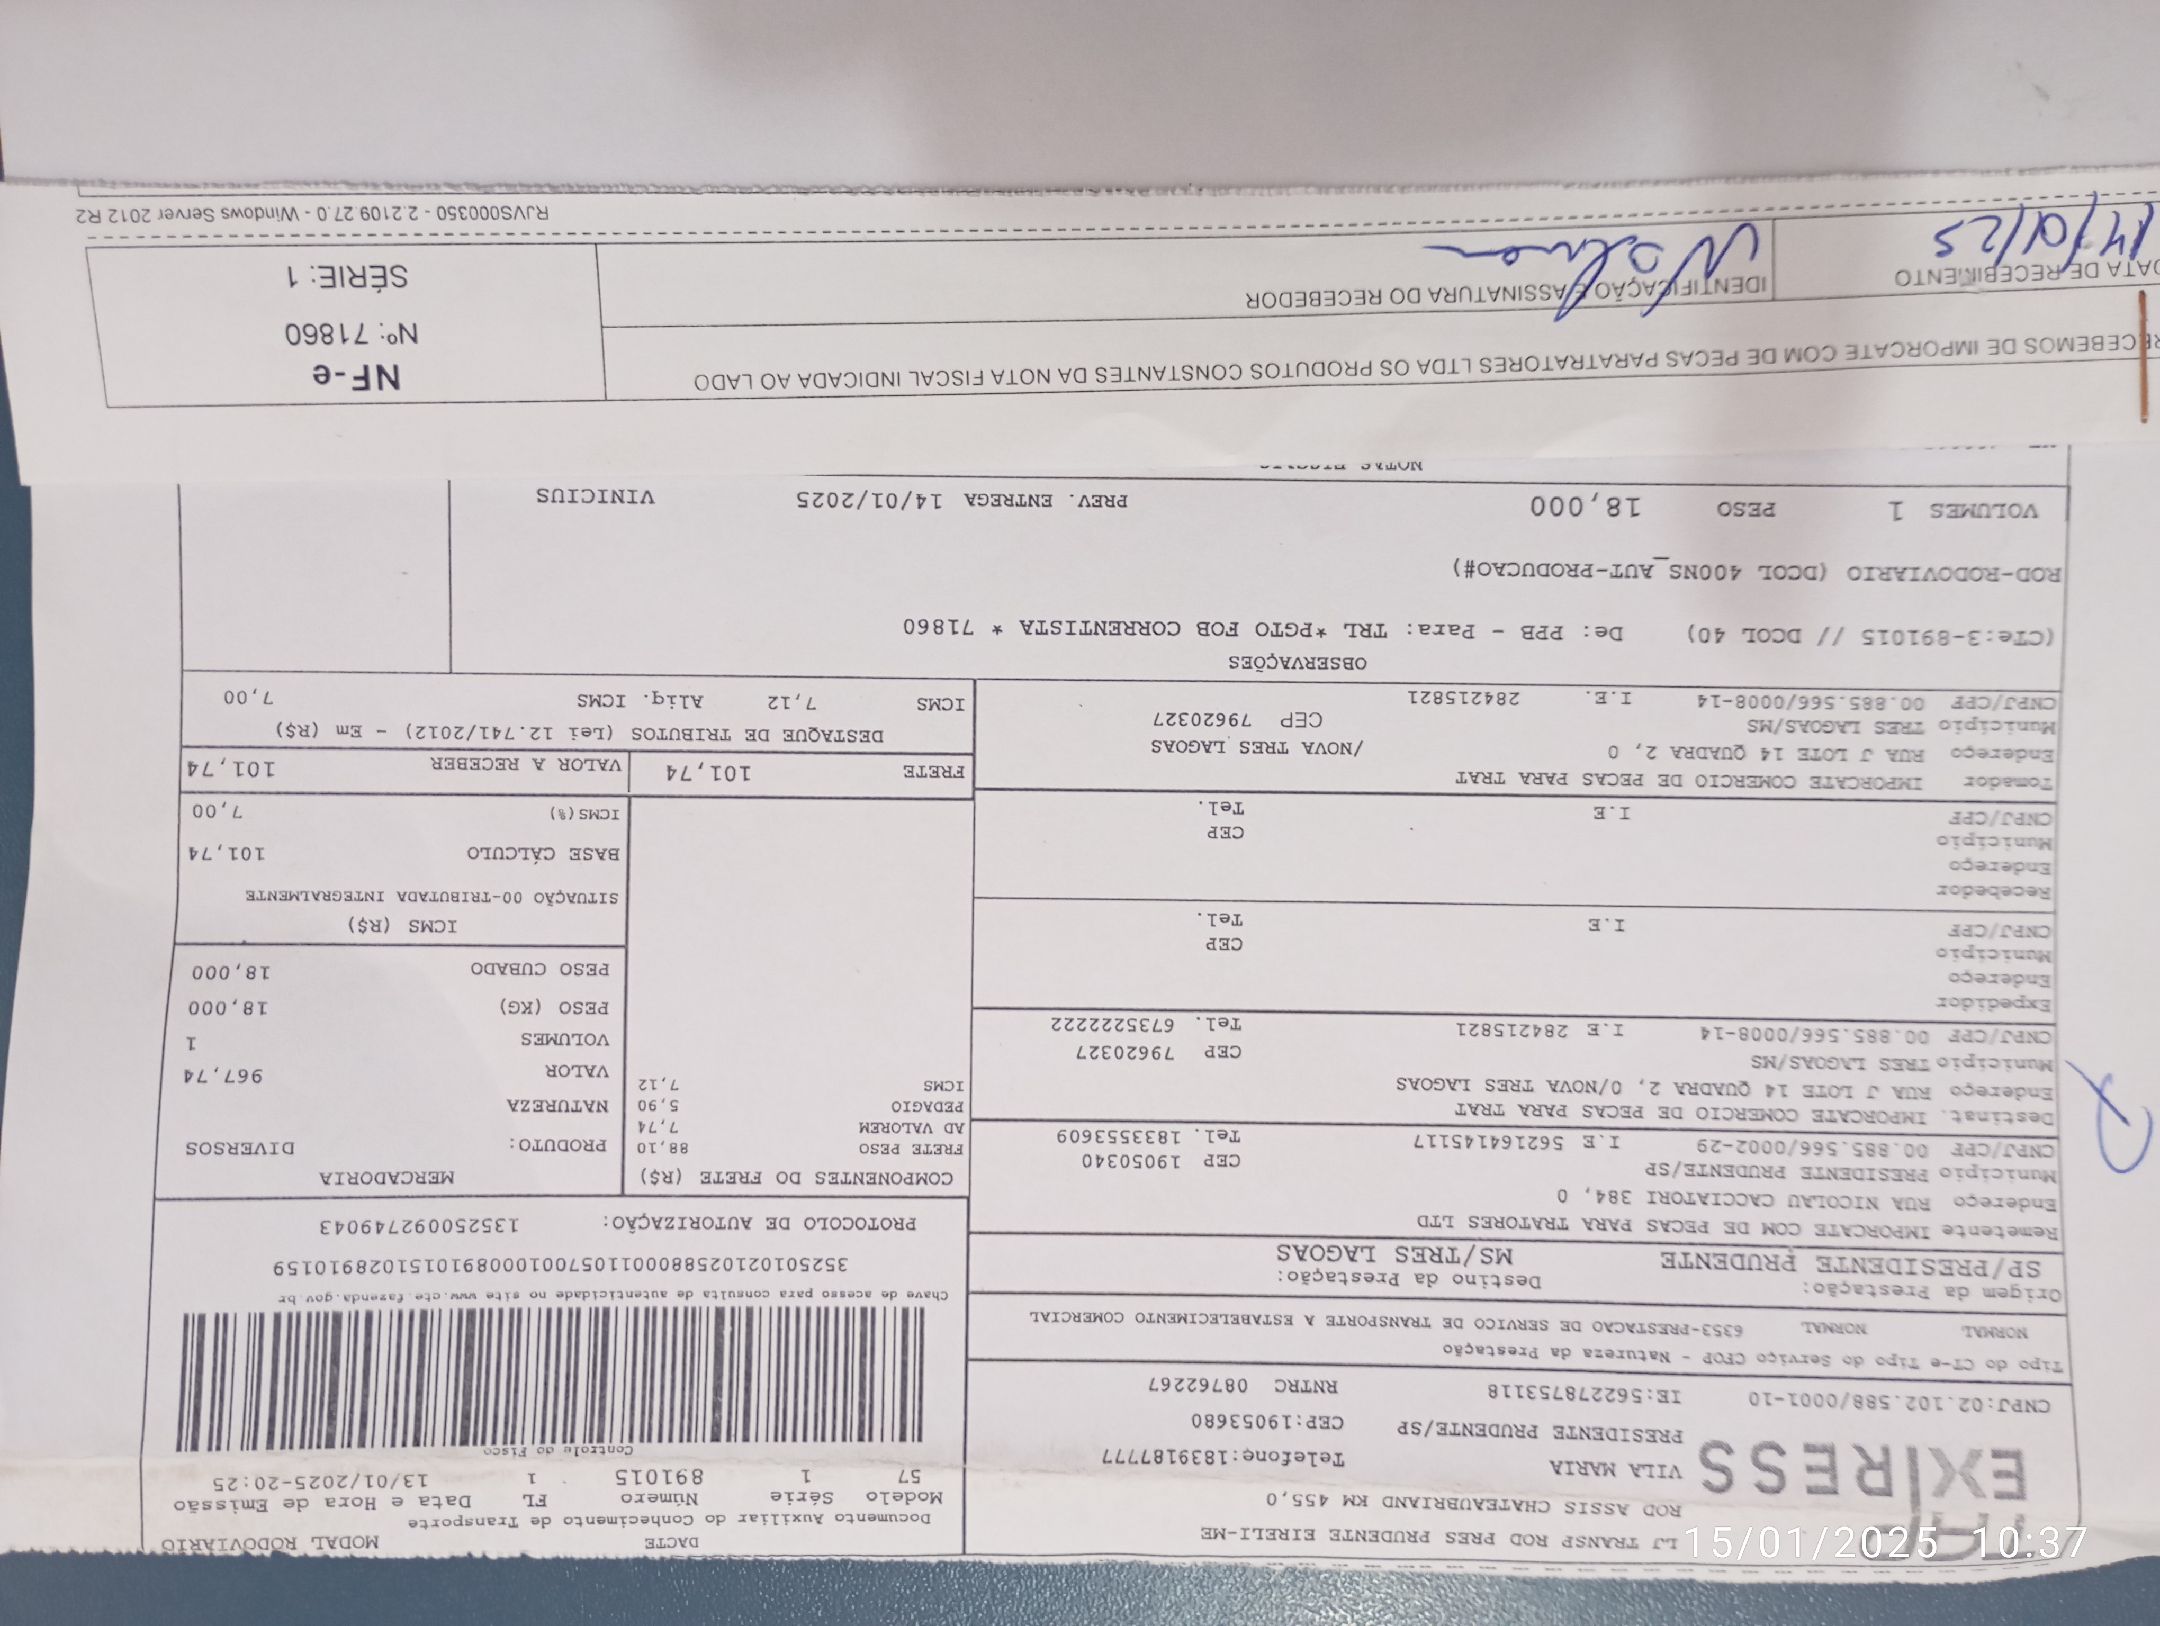 DACTE MODAL RODOVIARIO
Documento Auxiliar do Conhecimento de Transporte
Modelo Série Número FL Data e Hora de Emissão
57 1 891015 1 13/01/2025-20:25
Controle do Fisco
Chave de acesso para consulta de autenticidade no site www.cte.fazenda.gov.br
35250102102588000110570010008910151028910159
PROTOCOLO DE AUTORIZAÇÃO: 135250092749043
LJ TRANSP ROD PRES PRUDENTE EIRELI-ME
ROD ASSIS CHATEAUBRIAND KM 455,0
EXPRESS
VILA MARIA Telefone:1839187777
PRESIDENTE PRUDENTE/SP CEP:19053680
CNPJ:02.102.588/0001-10 IE:562278753118 RNTRC 08762267
Tipo do CT-e Tipo do Serviço CFOP - Natureza da Prestação
NORMAL NORMAL 6353-PRESTACAO DE SERVICO DE TRANSPORTE A ESTABELECIMENTO COMERCIAL
Origem da Prestação: Destino da Prestação:
SP/PRESIDENTE PRUDENTE MS/TRES LAGOAS
Remetente IMPORCATE COM DE PECAS PARA TRATORES LTD
Endereço RUA NICOLAU CACCIATORI 384, 0
Município PRESIDENTE PRUDENTE/SP CEP 19050340
CNPJ/CPF 00.885.566/0002-29 I.E 562164145117 Tel. 1833553609
Destinat. IMPORCATE COMERCIO DE PECAS PARA TRAT
Endereço RUA J LOTE 14 QUADRA 2, 0/NOVA TRES LAGOAS
Município TRES LAGOAS/MS CEP 79620327
CNPJ/CPF 00.885.566/0008-14 I.E 284215821 Tel. 6735222222
Expedidor
Endereço
Município CEP
CNPJ/CPF I.E Tel.
Recebedor
Endereço
Município CEP
CNPJ/CPF I.E Tel.
Tomador IMPORCATE COMERCIO DE PECAS PARA TRAT
Endereço RUA J LOTE 14 QUADRA 2, 0 /NOVA TRES LAGOAS
Município TRES LAGOAS/MS CEP 79620327
CNPJ/CPF 00.885.566/0008-14 I.E. 284215821
COMPONENTES DO FRETE (R$)
FRETE PESO 88,10
AD VALOREM 7,74
PEDAGIO 5,90
ICMS 7,12
MERCADORIA
PRODUTO: DIVERSOS
NATUREZA
VALOR 967,74
VOLUMES 1
PESO (KG) 18,000
PESO CUBADO 18,000
ICMS (R$)
SITUAÇÃO 00-TRIBUTADA INTEGRALMENTE
BASE CÁLCULO 101,74
ICMS(%) 7,00
FRETE 101,74 VALOR A RECEBER 101,74
DESTAQUE DE TRIBUTOS (Lei 12.741/2012) - Em (R$)
ICMS 7,12 Aliq. ICMS 7,00
OBSERVAÇÕES
(CTe:3-891015 // DCOL 40) De: PPB - Para: TRL *PGTO FOB CORRENTISTA * 71860
ROD-RODOVIARIO (DCOL 400NS_AUT-PRODUCAO#)
VOLUMES 1 PESO 18,000 PREV. ENTREGA 14/01/2025 VINICIUS
NOTAS
RECEBEMOS DE IMPORCATE COM DE PECAS PARATRATORES LTDA OS PRODUTOS CONSTANTES DA NOTA FISCAL INDICADA AO LADO
DATA DE RECEBIMENTO IDENTIFICAÇÃO E ASSINATURA DO RECEBEDOR
14/01/25
NF-e
Nº: 71860
SÉRIE: 1
RJVS000350 - 2.2109.27.0 - Windows Server 2012 R2
15/01/2025 10:37